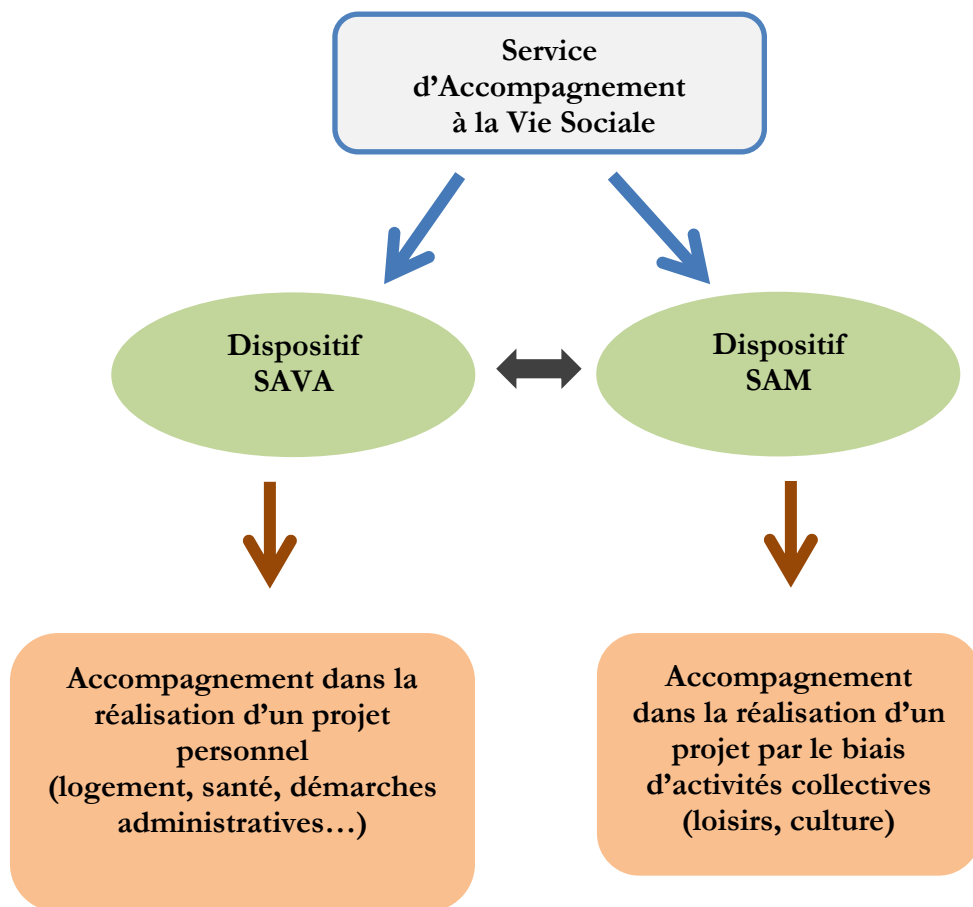 Service
d’Accompagnement
à la Vie Sociale
Dispositif
SAVA
Dispositif
SAM
Accompagnement dans la
réalisation d’un projet
personnel
(logement, santé, démarches
administratives…)
Accompagnement
dans la réalisation d’un
projet par le biais
d’activités collectives
(loisirs, culture)